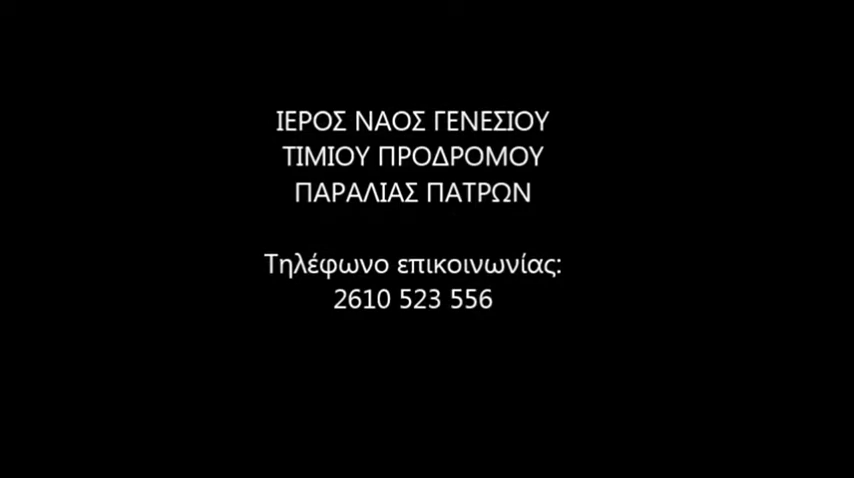 ΙΕΡΟΣ ΝΑΟΣ ΓΕΝΕΣΙΟΥ
ΤΙΜΙΟΥ ΠΡΟΔΡΟΜΟΥ
ΠΑΡΑΛΙΑΣ ΠΑΤΡΩΝ
Τηλέφωνο επικοινωνίας:
2610 523 556